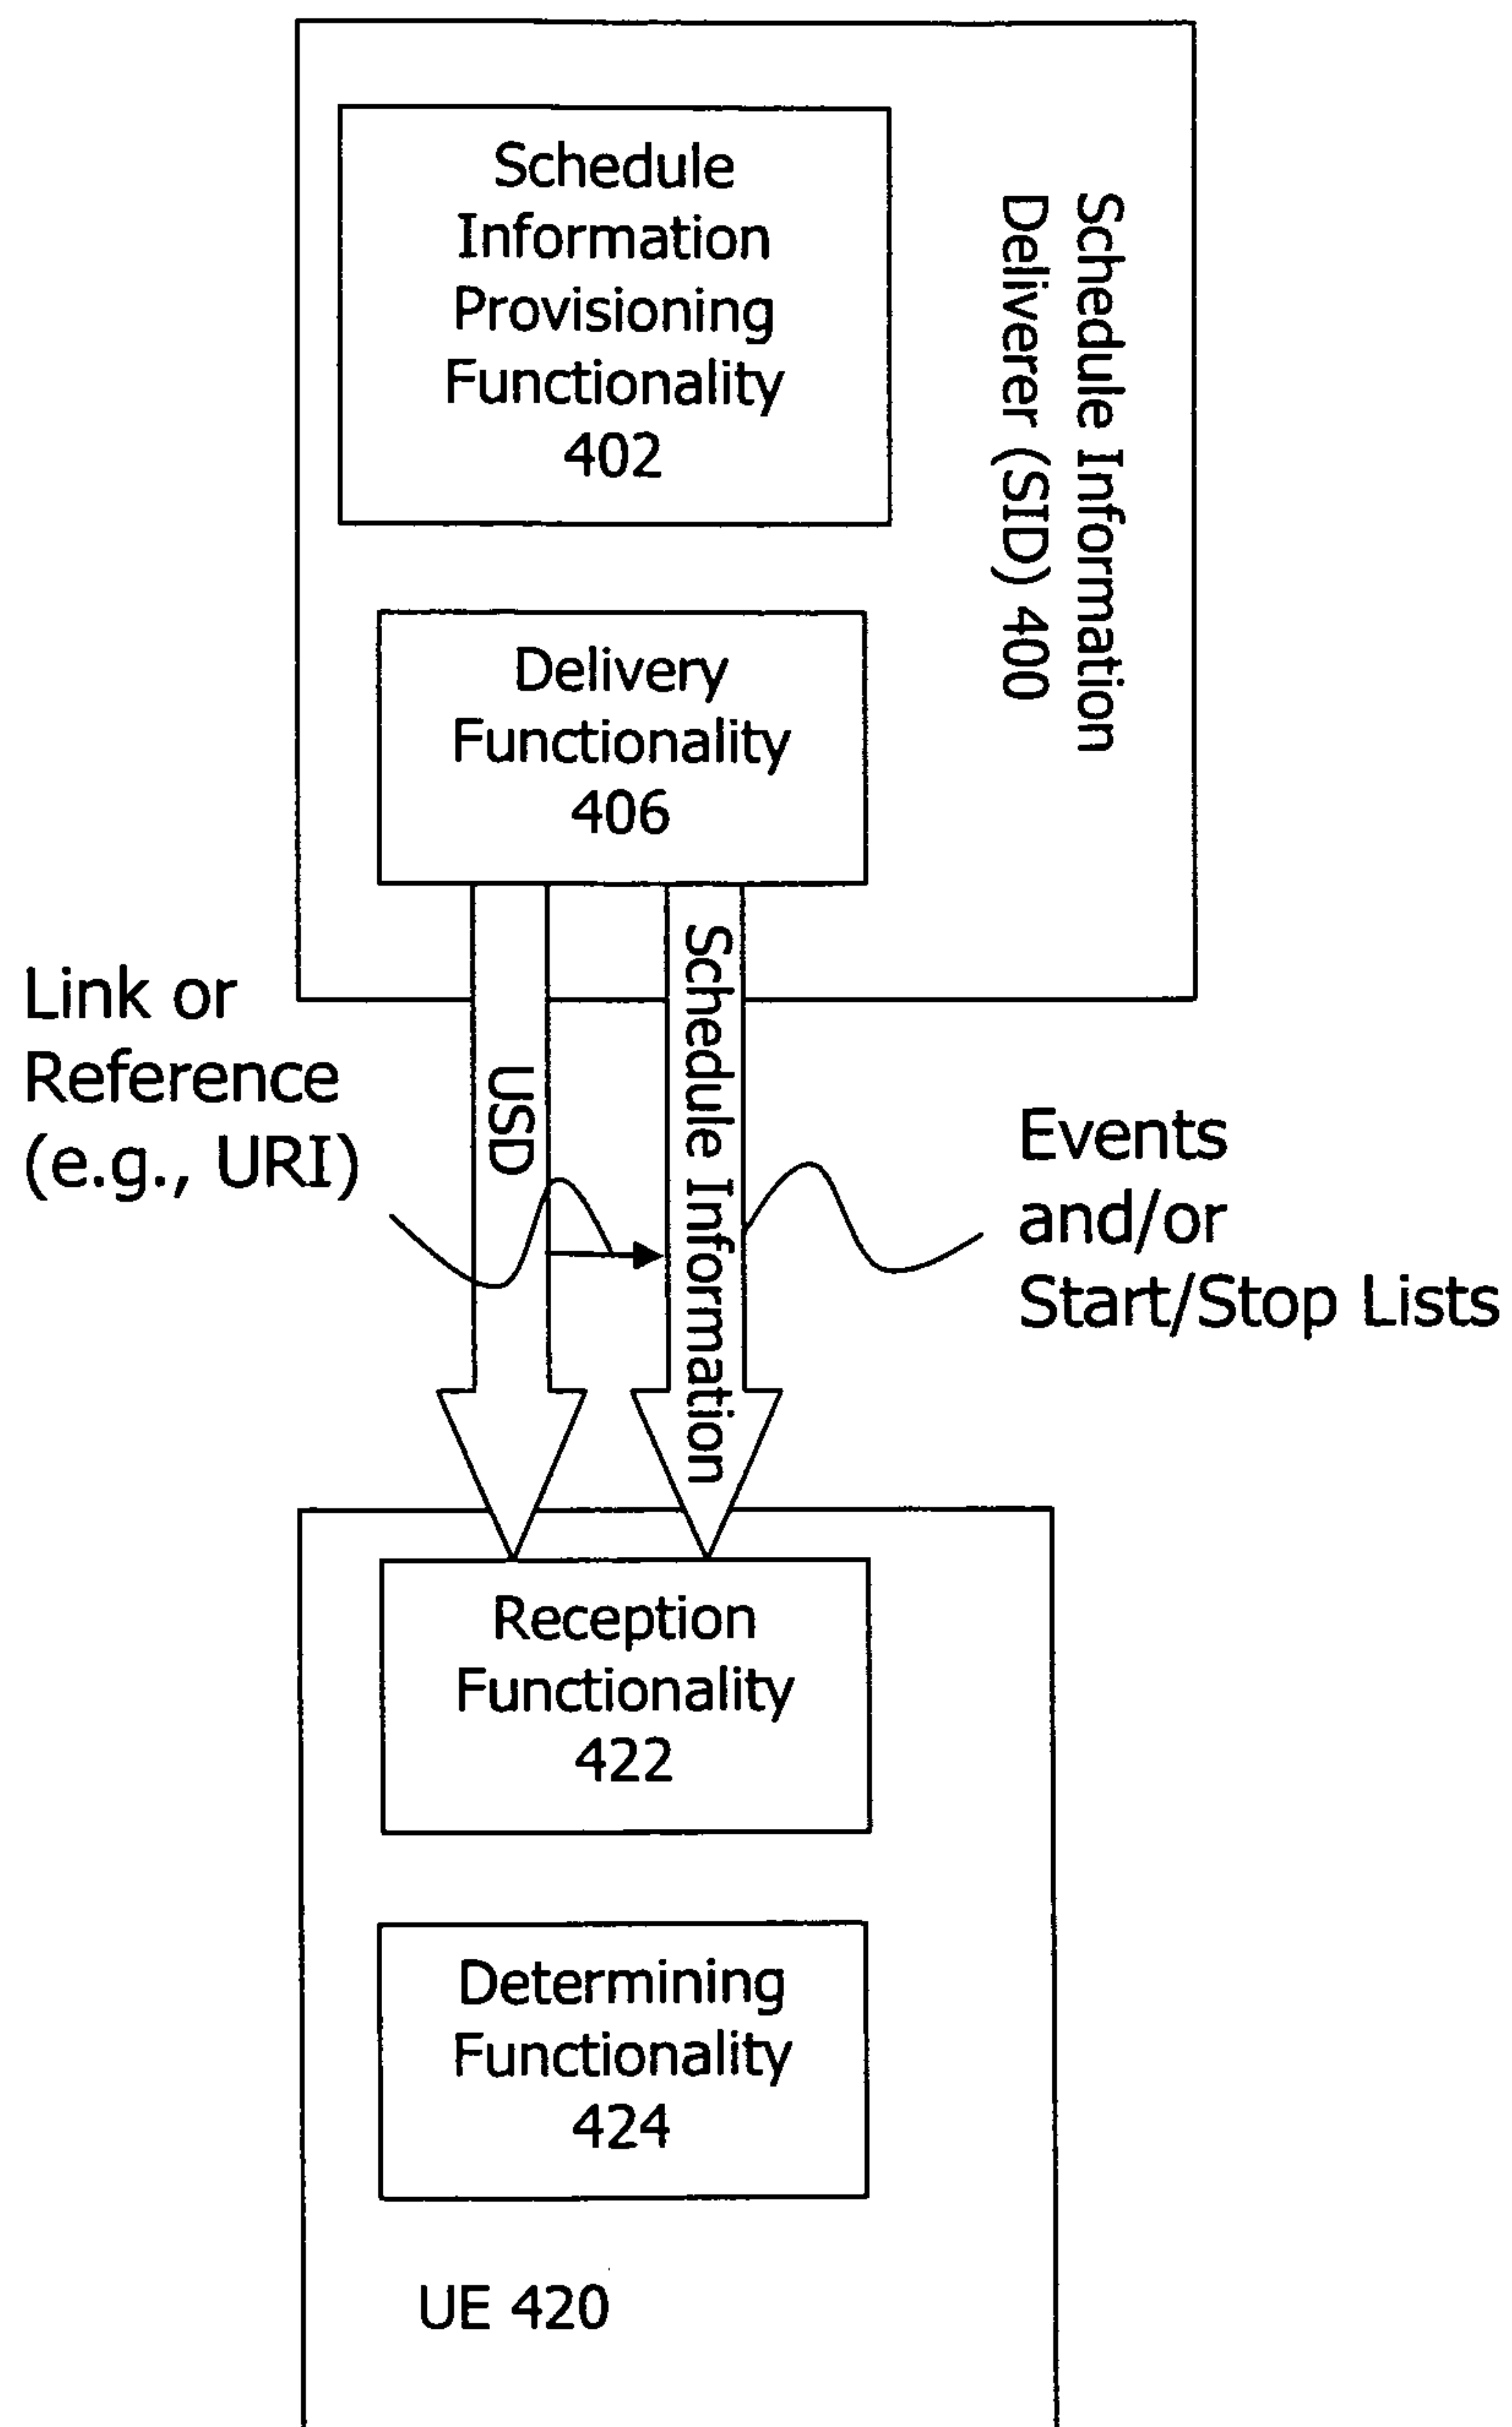 Schedule
Information
Provisioning
Functionality
402
Schedule Information
Deliverer (SID) 400
Delivery
Functionality
406
Link or
Reference
(e.g., URI)
USD
Schedule Information
Events
and/or
Start/Stop Lists
Reception
Functionality
422
Determining
Functionality
424
UE 420